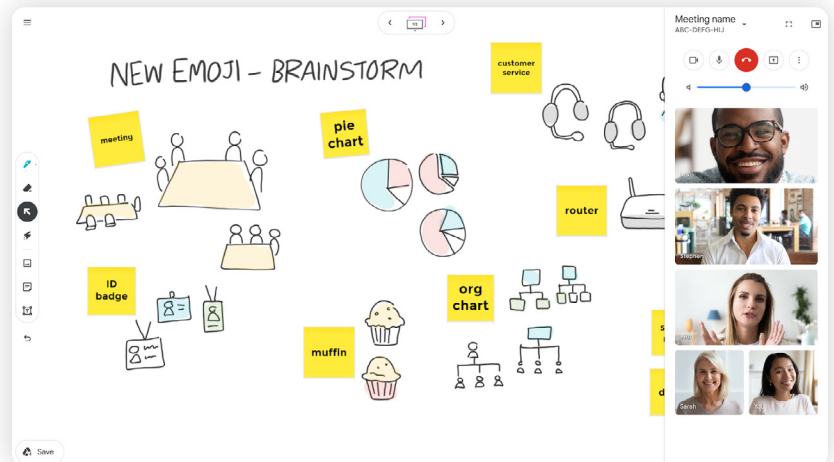 Meeting name
ABC-DEFG-HIJ
NEW EMOJI - BRAINSTORM
customer
service
meeting
pie
chart
router
ID
badge
org
chart
muffin
Stephen
Sarah
Save